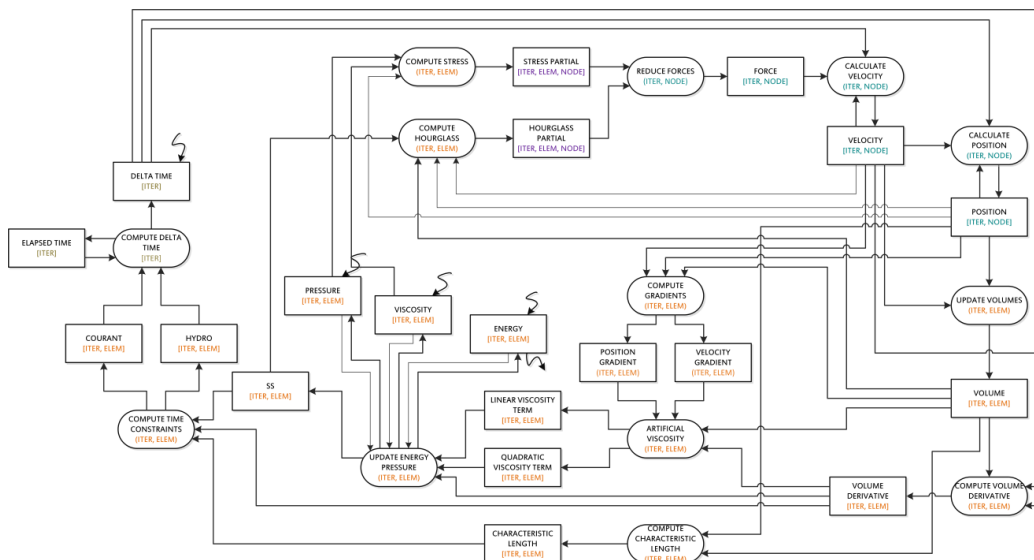 COMPUTE STRESS
(ITER, ELEM)
STRESS PARTIAL
[ITER, ELEM, NODE]
REDUCE FORCES
(ITER, NODE)
FORCE
[ITER, NODE]
CALCULATE
VELOCITY
(ITER, NODE)
COMPUTE
HOURGLASS
(ITER, ELEM)
HOURGLASS
PARTIAL
[ITER, ELEM, NODE]
VELOCITY
[ITER, NODE]
CALCULATE
POSITION
(ITER, NODE)
DELTA TIME
[ITER]
POSITION
[ITER, NODE]
ELAPSED TIME
[ITER]
COMPUTE DELTA
TIME
[ITER]
PRESSURE
[ITER, ELEM]
VISCOSITY
[ITER, ELEM]
COMPUTE
GRADIENTS
(ITER, ELEM)
UPDATE VOLUMES
(ITER, ELEM)
ENERGY
[ITER, ELEM]
COURANT
[ITER, ELEM]
HYDRO
[ITER, ELEM]
POSITION
GRADIENT
(ITER, ELEM)
VELOCITY
GRADIENT
(ITER, ELEM)
SS
[ITER, ELEM]
LINEAR VISCOSITY
TERM
[ITER, ELEM]
VOLUME
[ITER, ELEM]
COMPUTE TIME
CONSTRAINTS
(ITER, ELEM)
ARTIFICIAL
VISCOSITY
(ITER, ELEM)
UPDATE ENERGY
PRESSURE
(ITER, ELEM)
QUADRATIC
VISCOSITY TERM
[ITER, ELEM]
VOLUME
DERIVATIVE
[ITER, ELEM]
COMPUTE VOLUME
DERIVATIVE
(ITER, ELEM)
CHARACTERISTIC
LENGTH
[ITER, ELEM]
COMPUTE
CHARACTERISTIC
LENGTH
(ITER, ELEM)